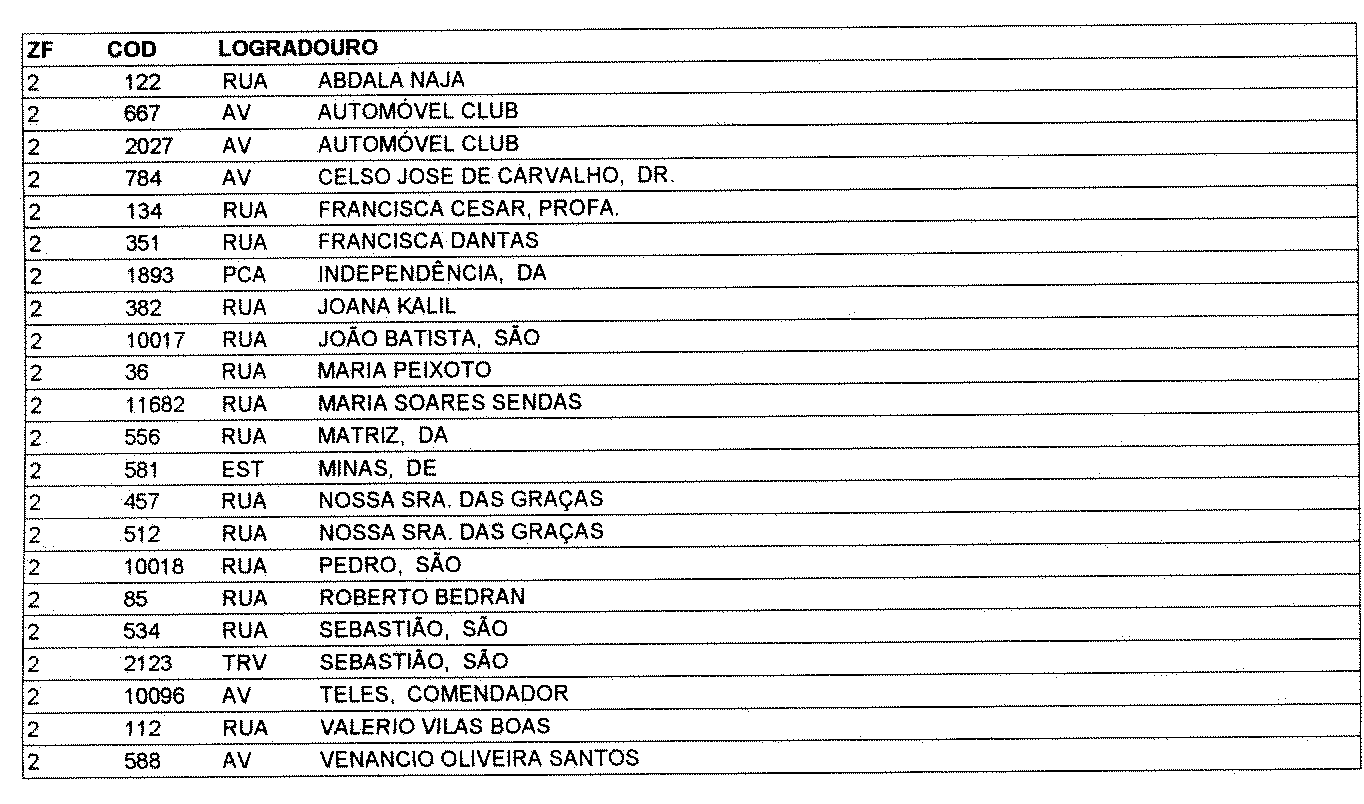 ZF COD LOGRADOURO
2 122 RUA ABDALA NAJA
2 667 AV AUTOMÓVEL CLUB
2 2027 AV AUTOMÓVEL CLUB
2 784 AV CELSO JOSE DE CARVALHO, DR.
2 134 RUA FRANCISCA CESAR, PROFA.
2 351 RUA FRANCISCA DANTAS
2 1893 PCA INDEPENDÊNCIA, DA
2 382 RUA JOANA KALIL
2 10017 RUA JOÃO BATISTA, SÃO
2 36 RUA MARIA PEIXOTO
2 11682 RUA MARIA SOARES SENDAS
2 556 RUA MATRIZ, DA
2 581 EST MINAS, DE
2 457 RUA NOSSA SRA. DAS GRAÇAS
2 512 RUA NOSSA SRA. DAS GRAÇAS
2 10018 RUA PEDRO, SÃO
2 85 RUA ROBERTO BEDRAN
2 534 RUA SEBASTIÃO, SÃO
2 2123 TRV SEBASTIÃO, SÃO
2 10096 AV TELES, COMENDADOR
2 112 RUA VALERIO VILAS BOAS
2 588 AV VENANCIO OLIVEIRA SANTOS